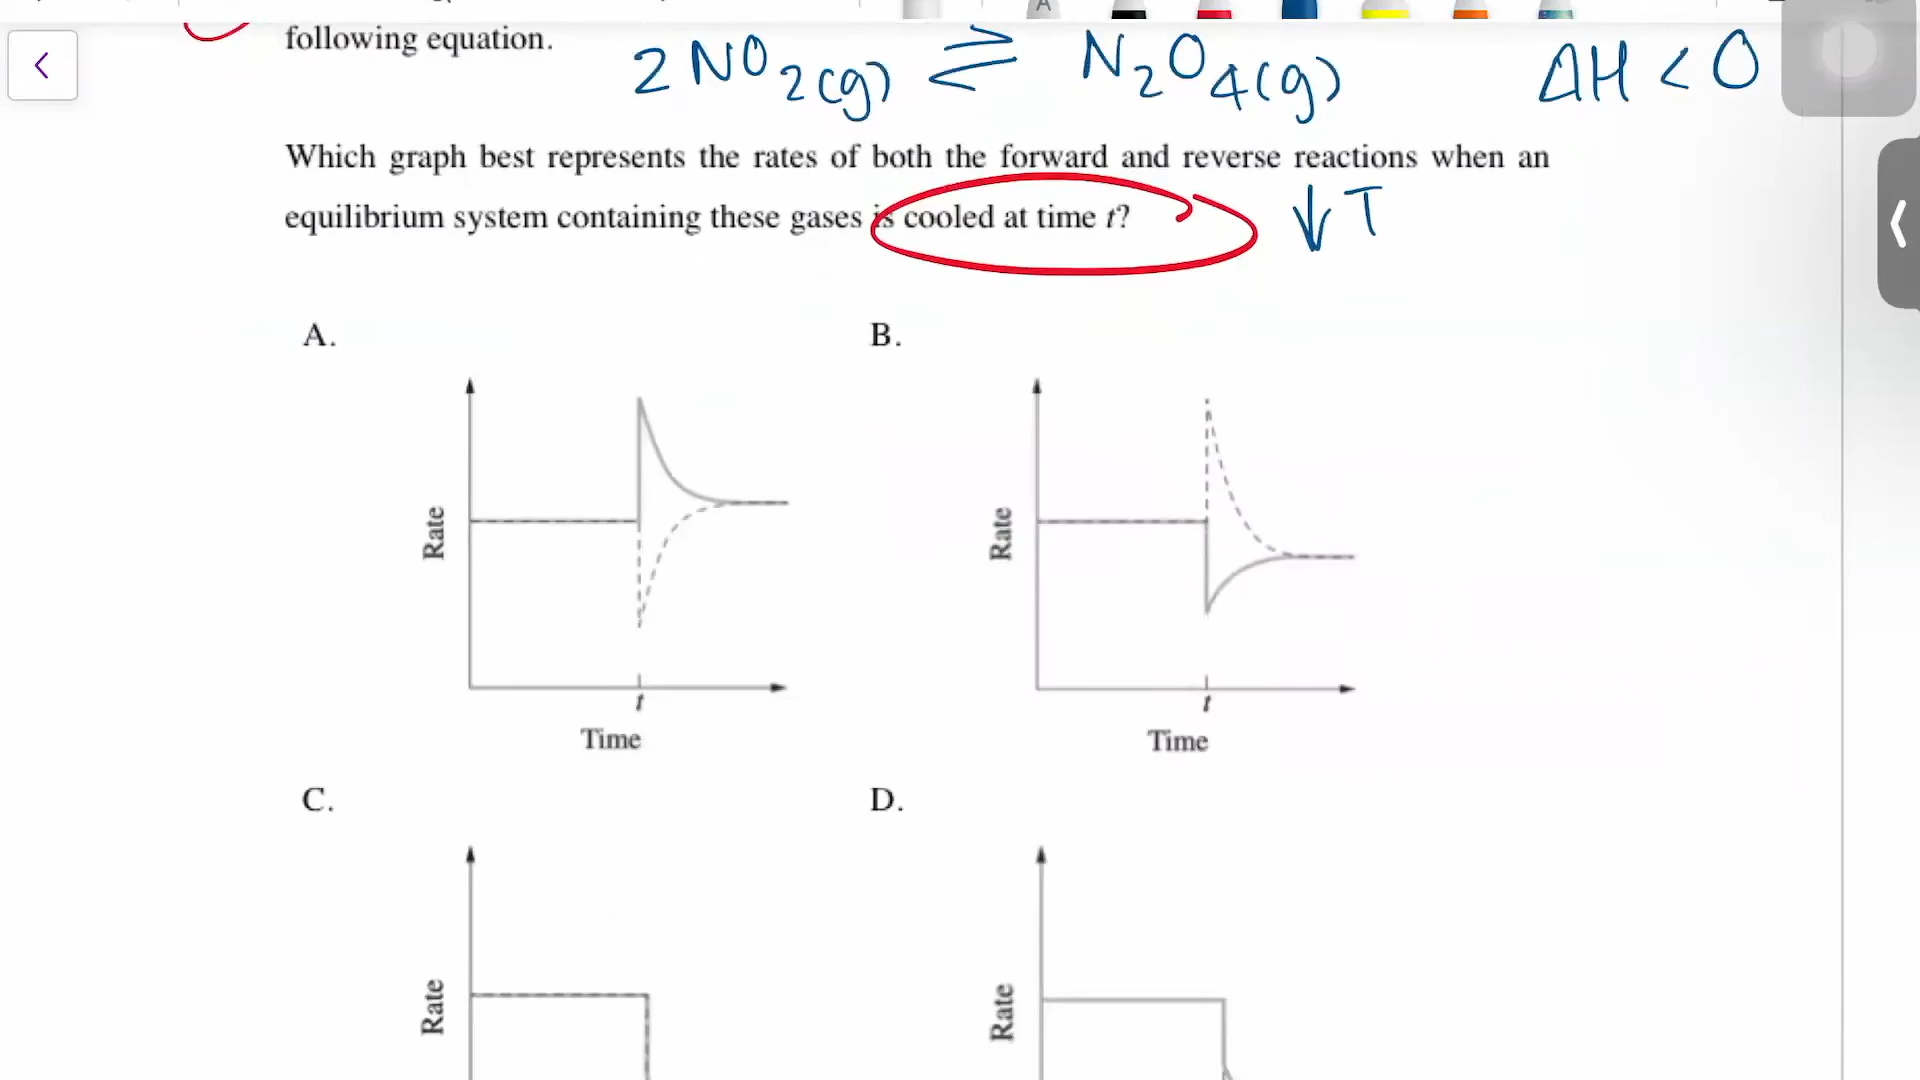 following equation.
2NO2(g) ⇌ N2O4(g) ΔH < 0
Which graph best represents the rates of both the forward and reverse reactions when an
equilibrium system containing these gases is cooled at time t?
↓ T
A.
B.
Rate
Rate
t
t
Time
Time
C.
D.
Rate
Rate
A